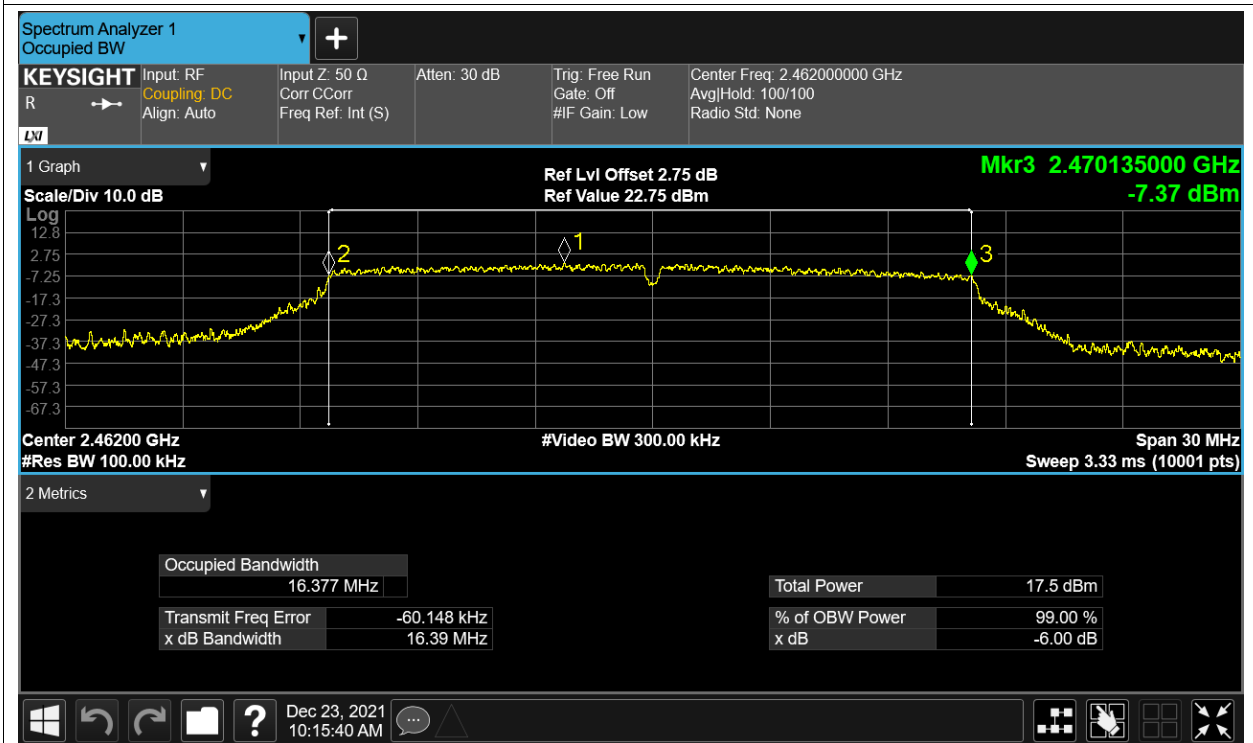 Spectrum Analyzer 1
Occupied BW
KEYSIGHT
R
LXI
Input: RF
Coupling: DC
Align: Auto
Input Z: 50 Ω
Corr CCorr
Freq Ref: Int (S)
Atten: 30 dB
Trig: Free Run
Gate: Off
#IF Gain: Low
Center Freq: 2.462000000 GHz
Avg|Hold: 100/100
Radio Std: None
1 Graph
Scale/Div 10.0 dB
Ref Lvl Offset 2.75 dB
Ref Value 22.75 dBm
Mkr3 2.470135000 GHz
-7.37 dBm
Log
12.8
2.75
-7.25
-17.3
-27.3
-37.3
-47.3
-57.3
-67.3
2
1
3
Center 2.46200 GHz
#Res BW 100.00 kHz
#Video BW 300.00 kHz
Span 30 MHz
Sweep 3.33 ms (10001 pts)
2 Metrics
Occupied Bandwidth
16.377 MHz
Transmit Freq Error -60.148 kHz
x dB Bandwidth 16.39 MHz
Total Power 17.5 dBm
% of OBW Power 99.00 %
x dB -6.00 dB
?
Dec 23, 2021
10:15:40 AM